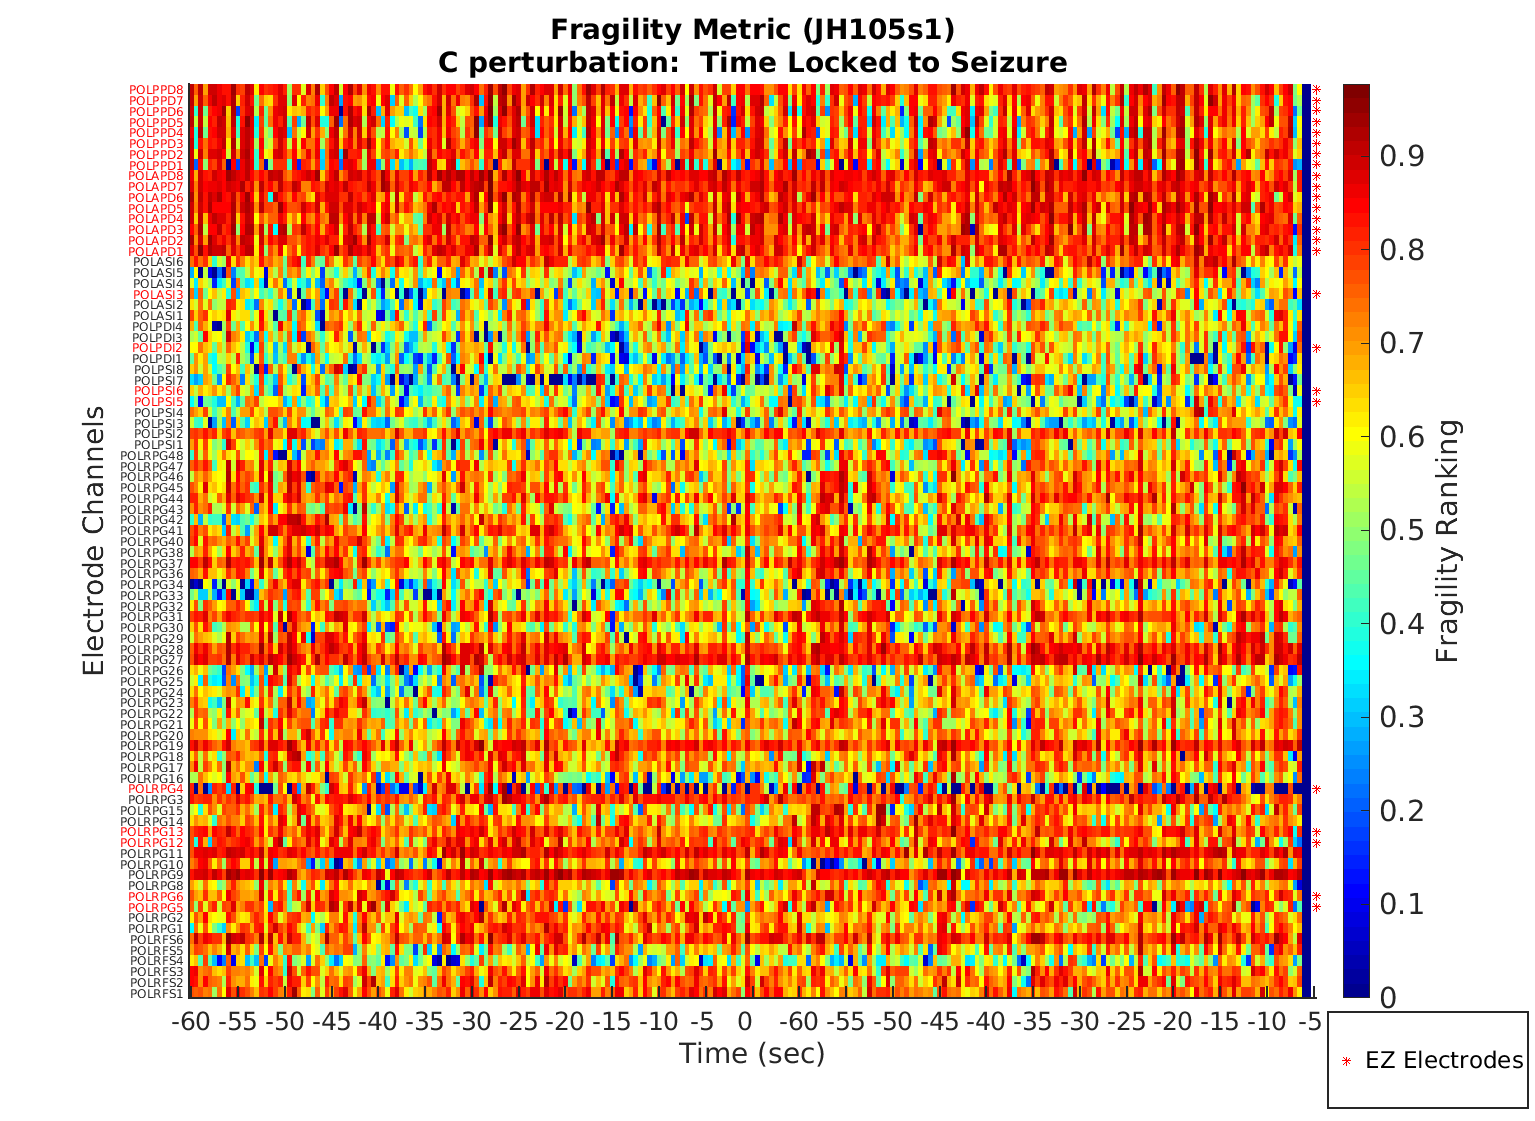 Fragility Metric (JH105s1)
C perturbation:  Time Locked to Seizure
Electrode Channels
POLPPD8
POLPPD7
POLPPD6
POLPPD5
POLPPD4
POLPPD3
POLPPD2
POLPPD1
POLAPD8
POLAPD7
POLAPD6
POLAPD5
POLAPD4
POLAPD3
POLAPD2
POLAPD1
POLASI6
POLASI5
POLASI4
POLASI3
POLASI2
POLASI1
POLPDI4
POLPDI3
POLPDI2
POLPDI1
POLPSI8
POLPSI7
POLPSI6
POLPSI5
POLPSI4
POLPSI3
POLPSI2
POLPSI1
POLRPG48
POLRPG47
POLRPG46
POLRPG45
POLRPG44
POLRPG43
POLRPG42
POLRPG41
POLRPG40
POLRPG38
POLRPG37
POLRPG36
POLRPG34
POLRPG33
POLRPG32
POLRPG31
POLRPG30
POLRPG29
POLRPG28
POLRPG27
POLRPG26
POLRPG25
POLRPG24
POLRPG23
POLRPG22
POLRPG21
POLRPG20
POLRPG19
POLRPG18
POLRPG17
POLRPG16
POLRPG4
POLRPG3
POLRPG15
POLRPG14
POLRPG13
POLRPG12
POLRPG11
POLRPG10
POLRPG9
POLRPG8
POLRPG6
POLRPG5
POLRPG2
POLRPG1
POLRFS6
POLRFS5
POLRFS4
POLRFS3
POLRFS2
POLRFS1
-60 -55 -50 -45 -40 -35 -30 -25 -20 -15 -10 -5 0 -60 -55 -50 -45 -40 -35 -30 -25 -20 -15 -10 -5
Time (sec)
0.9
0.8
0.7
0.6
0.5
0.4
0.3
0.2
0.1
0
Fragility Ranking
EZ Electrodes